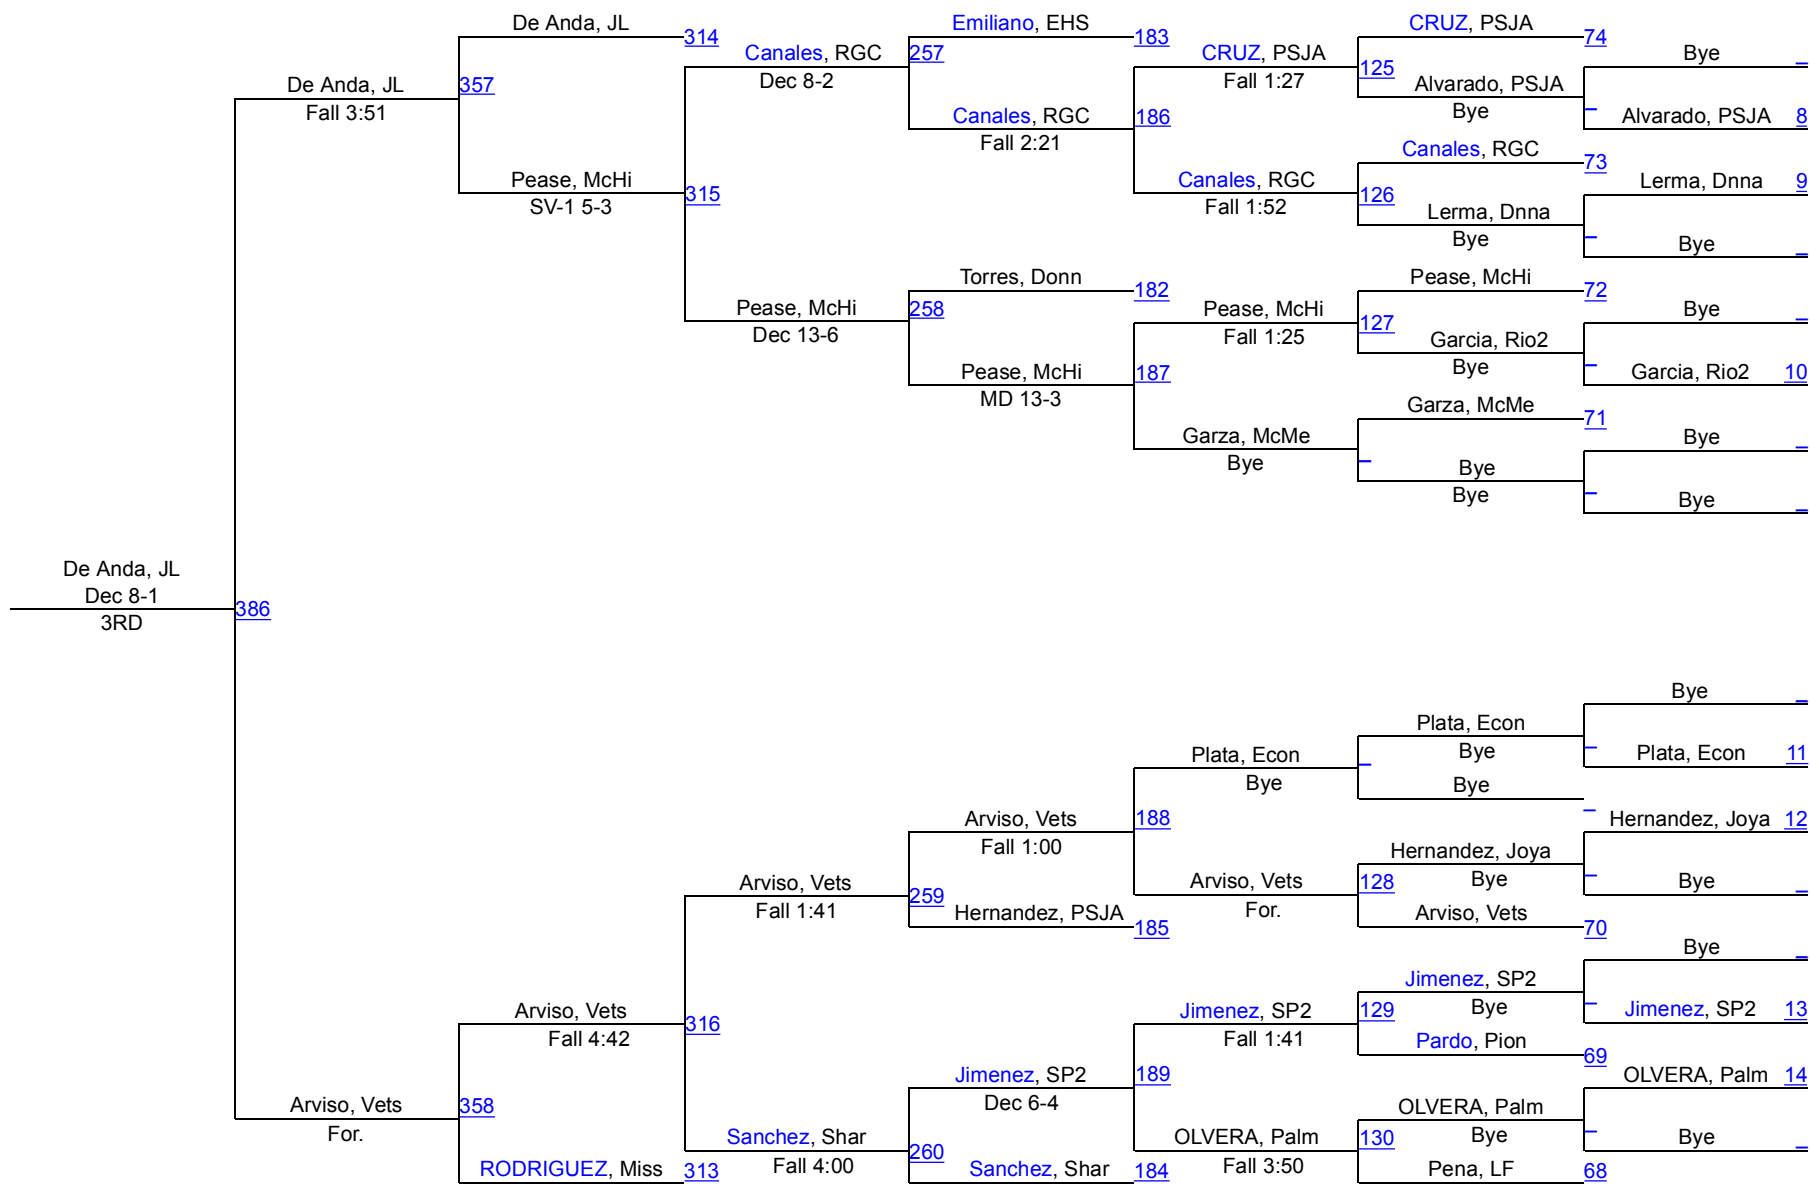 De Anda, JL
314
Emiliano, EHS
183
CRUZ, PSJA
74
Bye
Canales, RGC
257
Dec 8-2
CRUZ, PSJA
125
Fall 1:27
Alvarado, PSJA
Bye
De Anda, JL
357
Fall 3:51
Canales, RGC
186
Fall 2:21
Alvarado, PSJA 8
Canales, RGC
73
Pease, McHi
315
SV-1 5-3
Canales, RGC
126
Fall 1:52
Lerma, Dnna 9
Lerma, Dnna
Bye
Bye
Torres, Donn
182
Pease, McHi
72
Pease, McHi
258
Dec 13-6
Pease, McHi
127
Fall 1:25
Bye
Garcia, Rio2
Bye
Pease, McHi
187
MD 13-3
Garcia, Rio2 10
Garza, McMe
71
Garza, McMe
Bye
Bye
Bye
Bye
Bye
De Anda, JL
Dec 8-1
386
3RD
Bye
Plata, Econ
Bye
Plata, Econ
Bye
Plata, Econ 11
Bye
Arviso, Vets
188
Fall 1:00
Hernandez, Joya 12
Hernandez, Joya
Bye
Arviso, Vets
259
Fall 1:41
Arviso, Vets
128
For.
Bye
Hernandez, PSJA
185
Arviso, Vets
70
Bye
Arviso, Vets
316
Fall 4:42
Jimenez, SP2
129
Fall 1:41
Jimenez, SP2
Bye
Jimenez, SP2 13
Pardo, Pion
69
Jimenez, SP2
189
Dec 6-4
OLVERA, Palm 14
Arviso, Vets
358
For.
OLVERA, Palm
Bye
Sanchez, Shar
260
Fall 4:00
OLVERA, Palm
130
Fall 3:50
Bye
RODRIGUEZ, Miss
313
Sanchez, Shar
184
Pena, LF
68